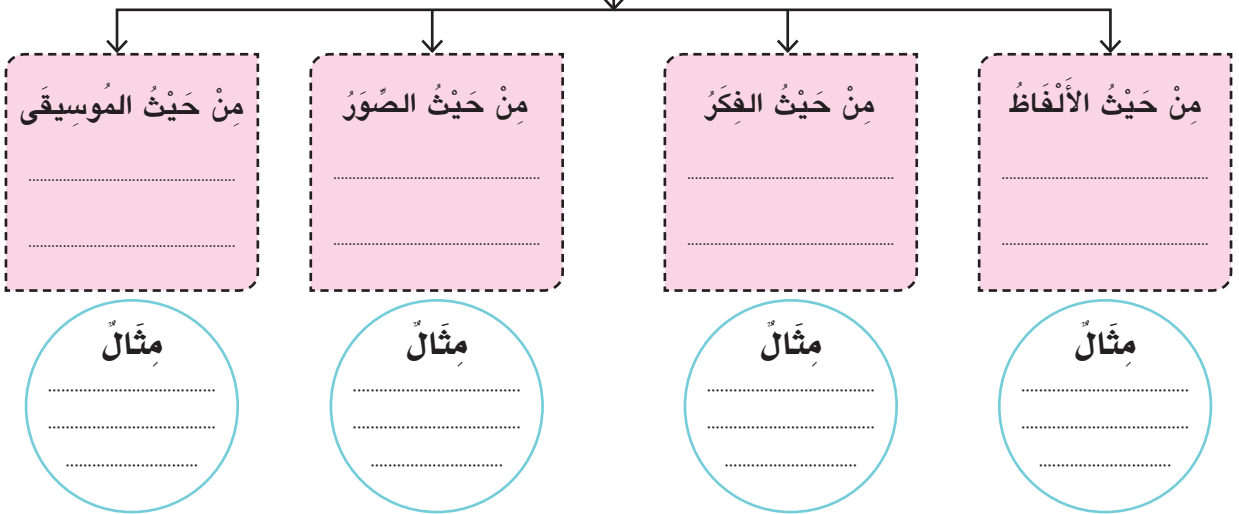 مِنْ حَيْثُ الأَلْفَاظُ
مِنْ حَيْثُ الفِكَرُ
مِنْ حَيْثُ الصِّوَرُ
مِنْ حَيْثُ المُوسِيقَى
مِثَالٌ
مِثَالٌ
مِثَالٌ
مِثَالٌ